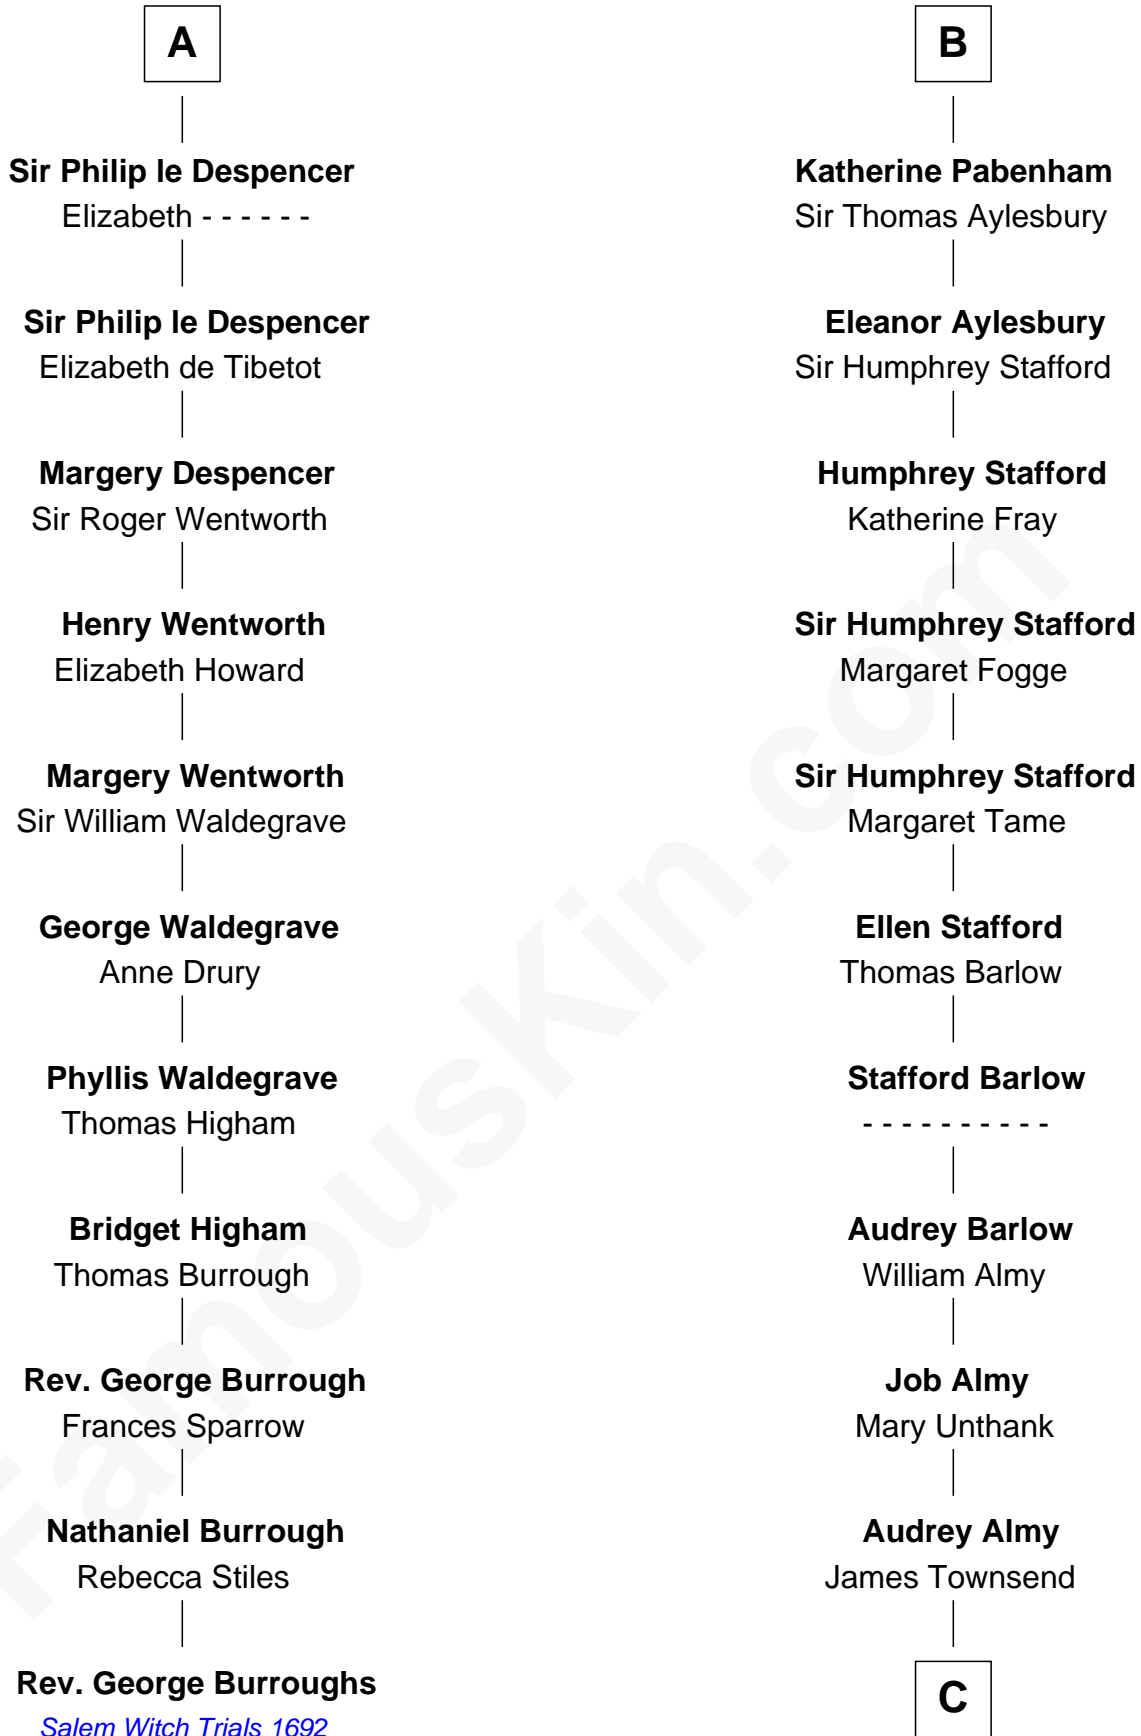 A
Sir Philip le Despencer
Elizabeth - - - - - -
Sir Philip le Despencer
Elizabeth de Tibetot
Margery Despencer
Sir Roger Wentworth
Henry Wentworth
Elizabeth Howard
Margery Wentworth
Sir William Waldegrave
George Waldegrave
Anne Drury
Phyllis Waldegrave
Thomas Higham
Bridget Higham
Thomas Burrough
Rev. George Burrough
Frances Sparrow
Nathaniel Burrough
Rebecca Stiles
Rev. George Burroughs
Salem Witch Trials 1692
B
Katherine Pabenham
Sir Thomas Aylesbury
Eleanor Aylesbury
Sir Humphrey Stafford
Humphrey Stafford
Katherine Fray
Sir Humphrey Stafford
Margaret Fogge
Sir Humphrey Stafford
Margaret Tame
Ellen Stafford
Thomas Barlow
Stafford Barlow
- - - - - - - - - -
Audrey Barlow
William Almy
Job Almy
Mary Unthank
Audrey Almy
James Townsend
C
FamousKin.com